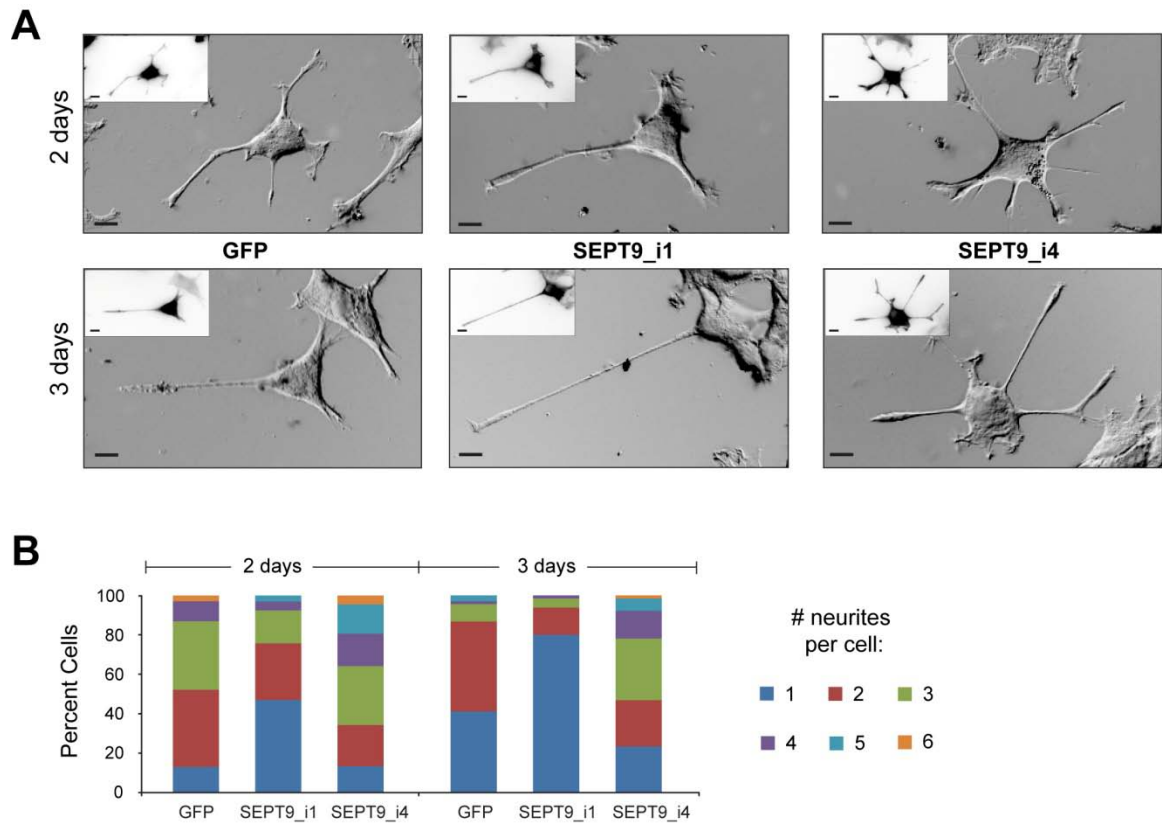 A
2 days
GFP
SEPT9_i1
SEPT9_i4
3 days
B
2 days
3 days
Percent Cells
100
80
60
40
20
0
GFP
SEPT9_i1
SEPT9_i4
GFP
SEPT9_i1
SEPT9_i4
# neurites
per cell:
1 2 3
4 5 6